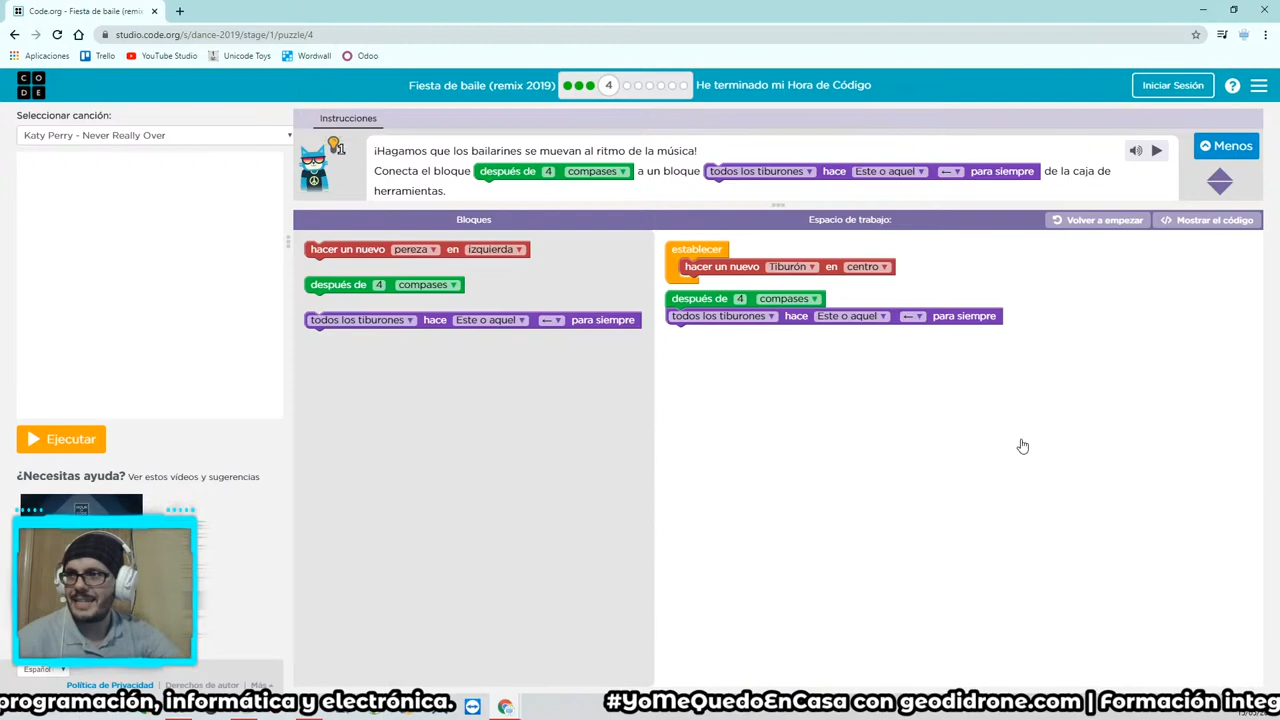 Code.org - Fiesta de baile (remix
studio.code.org/s/dance-2019/stage/1/puzzle/4
Aplicaciones Trello YouTube Studio Unicode Toys Wordwall Odoo
CODE
Fiesta de baile (remix 2019) 4 He terminado mi Hora de Código
Iniciar Sesión ?
Seleccionar canción:
Katy Perry - Never Really Over
Instrucciones
1
¡Hagamos que los bailarines se muevan al ritmo de la música!
Conecta el bloque después de 4 compases a un bloque todos los tiburones hace Este o aquel ← para siempre de la caja de
herramientas.
Menos
Bloques
Espacio de trabajo:
Volver a empezar
</> Mostrar el código
hacer un nuevo pereza en izquierda
después de 4 compases
todos los tiburones hace Este o aquel ← para siempre
establecer
hacer un nuevo Tiburón en centro
después de 4 compases
todos los tiburones hace Este o aquel ← para siempre
Ejecutar
¿Necesitas ayuda? Ver estos vídeos y sugerencias
Español
Política de Privacidad Derechos de autor Más
programación, informática y electrónica.
#YoMeQuedoEnCasa con geodidrone.com | Formación integ